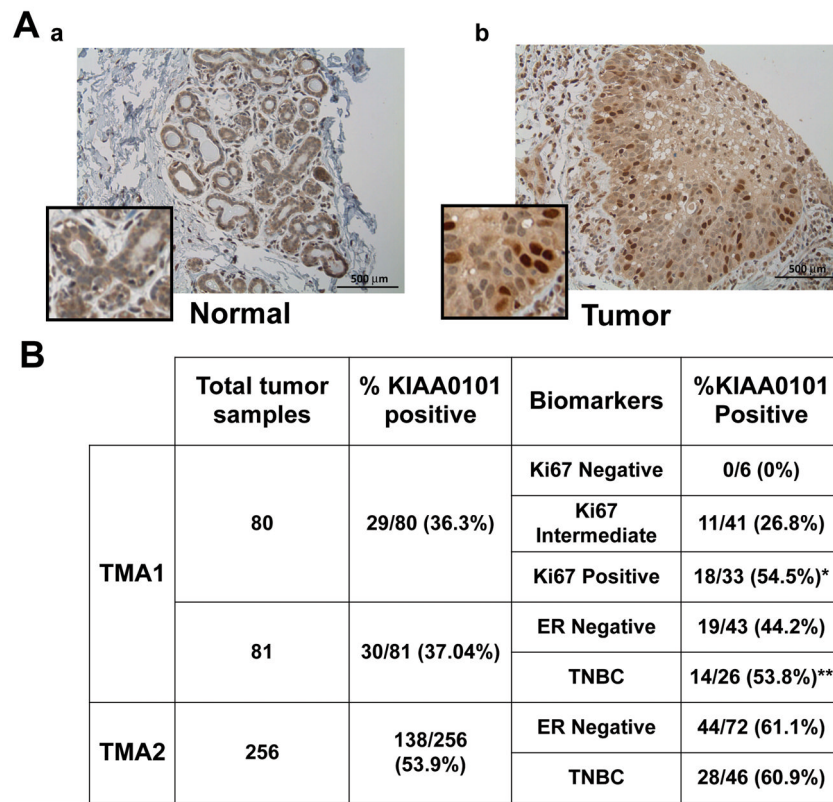 A
a
b
500 μm
500 μm
Normal
Tumor
B
Total tumor samples
% KIAA0101 positive
Biomarkers
%KIAA0101 Positive
TMA1
80
29/80 (36.3%)
Ki67 Negative
0/6 (0%)
Ki67 Intermediate
11/41 (26.8%)
Ki67 Positive
18/33 (54.5%)*
81
30/81 (37.04%)
ER Negative
19/43 (44.2%)
TNBC
14/26 (53.8%)**
TMA2
256
138/256 (53.9%)
ER Negative
44/72 (61.1%)
TNBC
28/46 (60.9%)